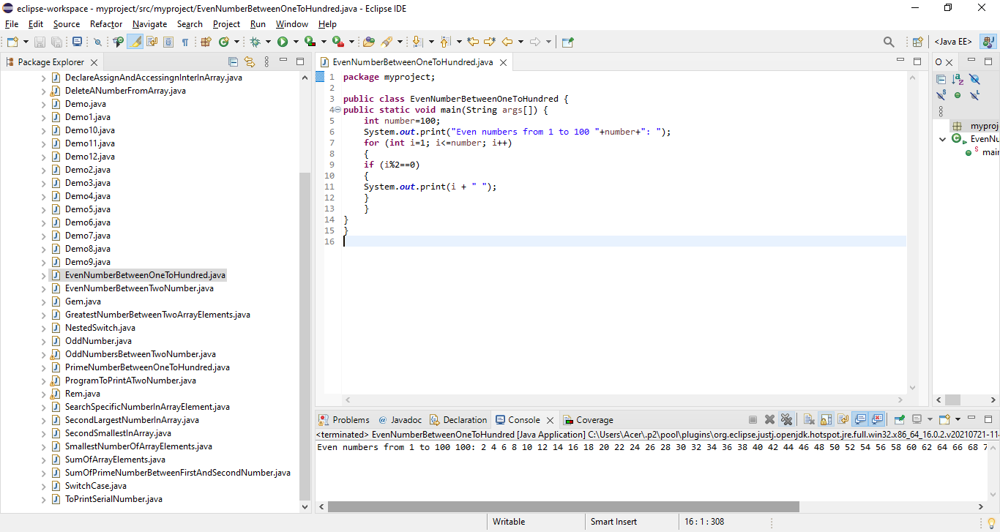 eclipse-workspace - myproject/src/myproject/EvenNumberBetweenOneToHundred.java - Eclipse IDE
File Edit Source Refactor Navigate Search Project Run Window Help
<Java EE>
Package Explorer
DeclareAssignAndAccessingnInterInArray.java
DeleteANumberFromArray.java
Demo.java
Demo1.java
Demo10.java
Demo11.java
Demo12.java
Demo2.java
Demo3.java
Demo4.java
Demo5.java
Demo6.java
Demo7.java
Demo8.java
Demo9.java
EvenNumberBetweenOneToHundred.java
EvenNumberBetweenTwoNumber.java
Gem.java
GreatestNumberBetweenTwoArrayElements.java
NestedSwitch.java
OddNumber.java
OddNumbersBetweenTwoNumber.java
PrimeNumberBetweenOneToHundred.java
ProgramToPrintATwoNumber.java
Rem.java
SearchSpecificNumberInArrayElement.java
SecondLargestNumberInArray.java
SecondSmallestInArray.java
SmallestNumberOfArrayElements.java
SumOfArrayElements.java
SumOfPrimeNumberBetweenFirstAndSecondNumber.java
SwitchCase.java
ToPrintSerialNumber.java
EvenNumberBetweenOneToHundred.java
1 package myproject;
2
3 public class EvenNumberBetweenOneToHundred {
4 public static void main(String args[]) {
5 int number=100;
6 System.out.print("Even numbers from 1 to 100 "+number+": ");
7 for (int i=1; i<=number; i++)
8 {
9 if (i%2==0)
10 {
11 System.out.print(i + " ");
12 }
13 }
14 }
15 }
16
O
myproj
EvenNu
mair
Problems @ Javadoc Declaration Console Coverage
<terminated> EvenNumberBetweenOneToHundred [Java Application] C:\Users\Acer\.p2\pool\plugins\org.eclipse.justj.openjdk.hotspot.jre.full.win32.x86_64_16.0.2.v20210721-114
Even numbers from 1 to 100 100: 2 4 6 8 10 12 14 16 18 20 22 24 26 28 30 32 34 36 38 40 42 44 46 48 50 52 54 56 58 60 62 64 66 68 7
Writable Smart Insert 16 : 1 : 308